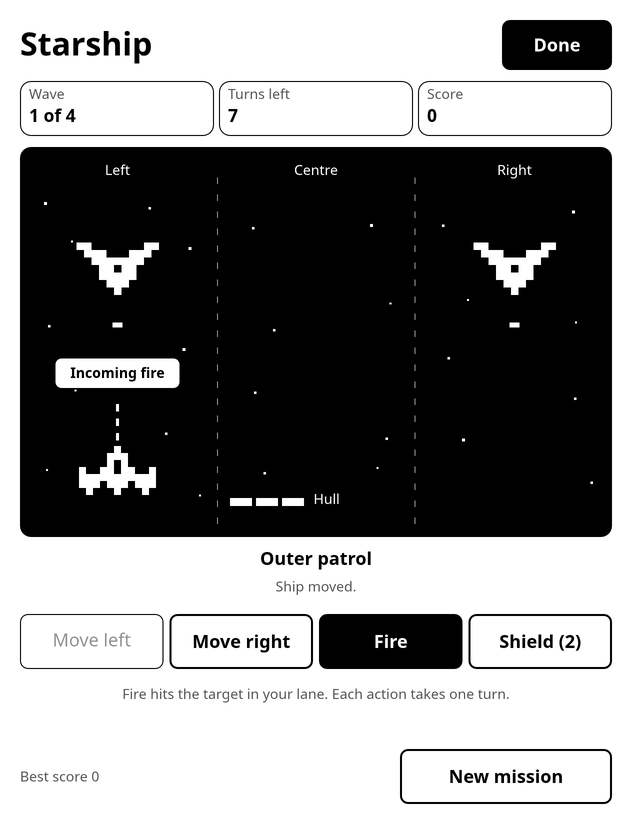 Starship
Done
Wave
1 of 4
Turns left
7
Score
0
Left
Centre
Right
Incoming fire
Hull
Outer patrol
Ship moved.
Move left
Move right
Fire
Shield (2)
Fire hits the target in your lane. Each action takes one turn.
Best score 0
New mission